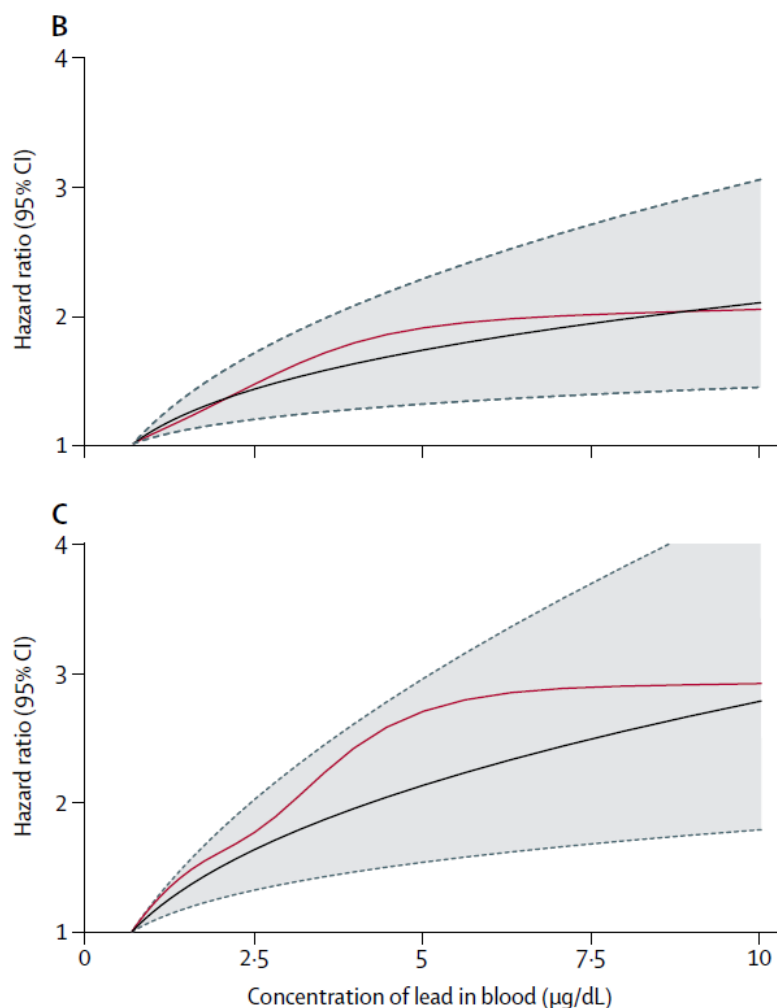 B
4
3
2
1
Hazard ratio (95% CI)
C
4
3
2
1
Hazard ratio (95% CI)
0
2·5
5
7·5
10
Concentration of lead in blood (μg/dL)